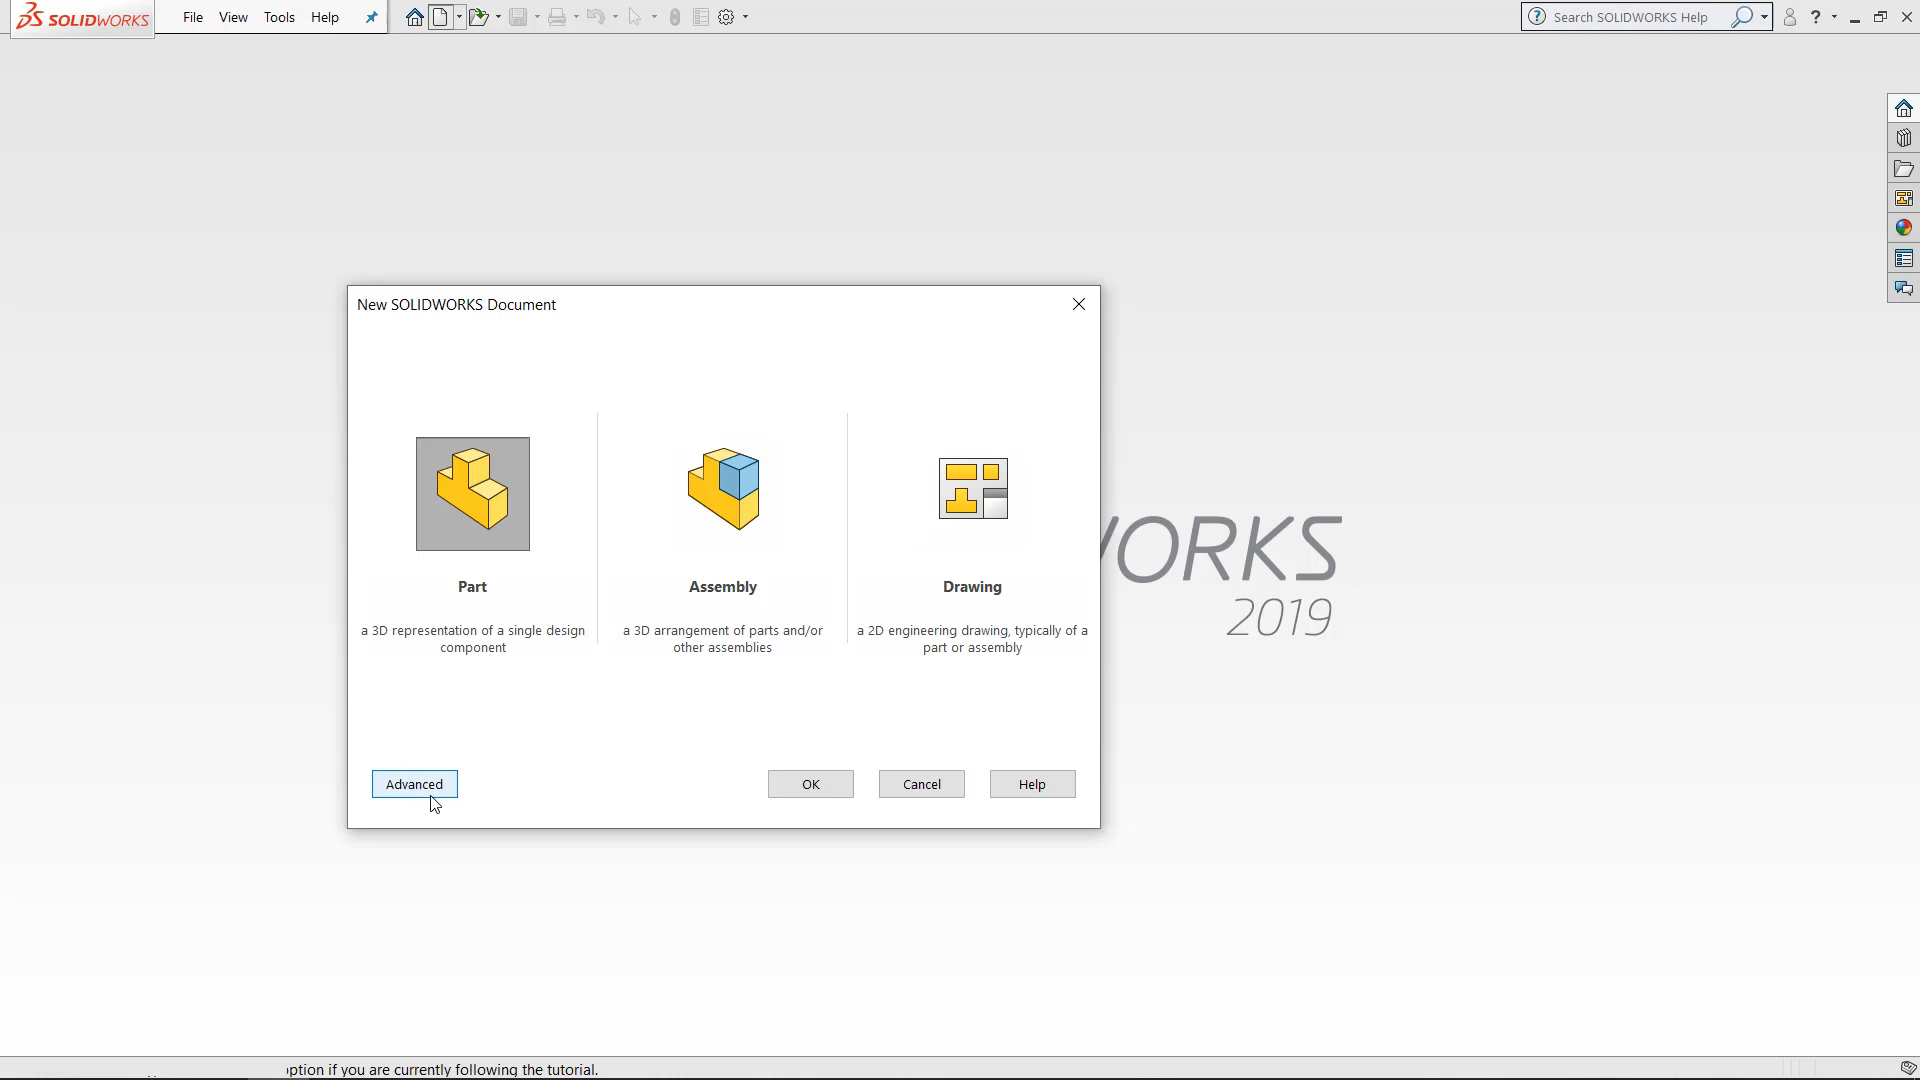 SOLIDWORKS
File View Tools Help
Search SOLIDWORKS Help
?
New SOLIDWORKS Document
Part
a 3D representation of a single design
component
Assembly
a 3D arrangement of parts and/or
other assemblies
Drawing
a 2D engineering drawing, typically of a
part or assembly
ORKS
2019
Advanced OK Cancel Help
ption if you are currently following the tutorial.